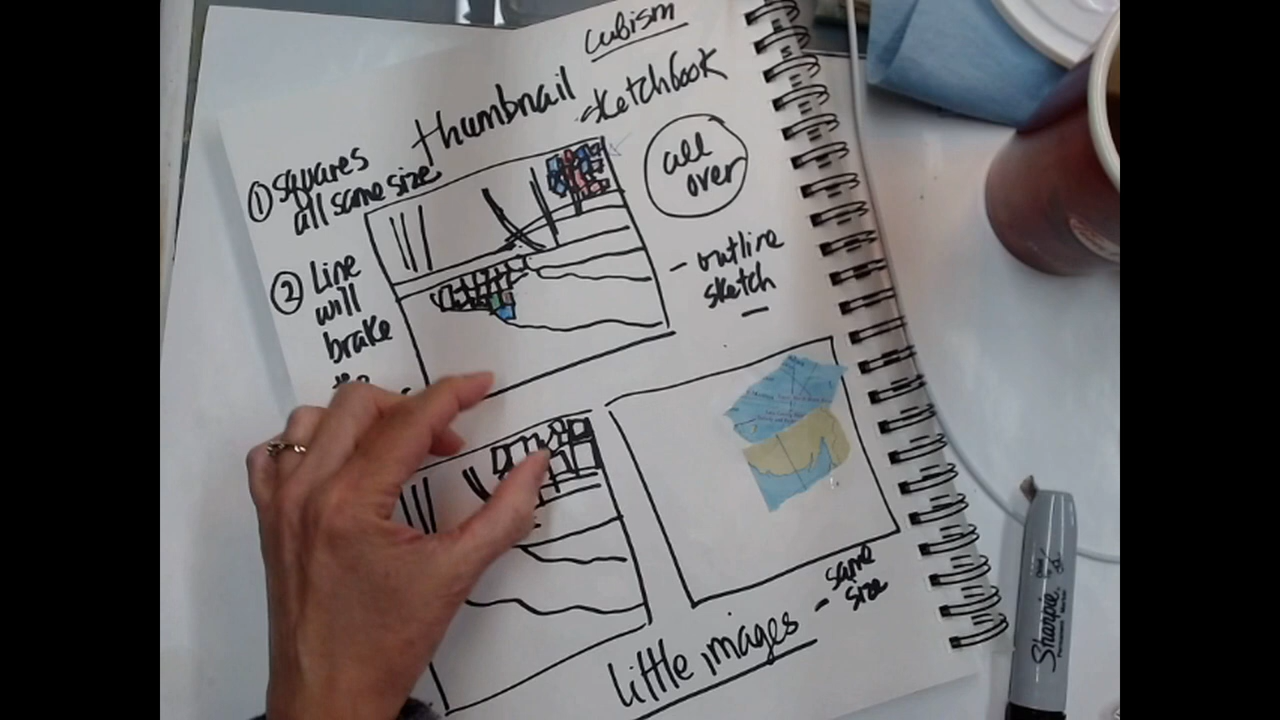 cubism
thumbnail
sketchbook
① squares
all same size
all
over
② Line
will
brake
the
- outline
sketch
- same
size
little images
Sharpie